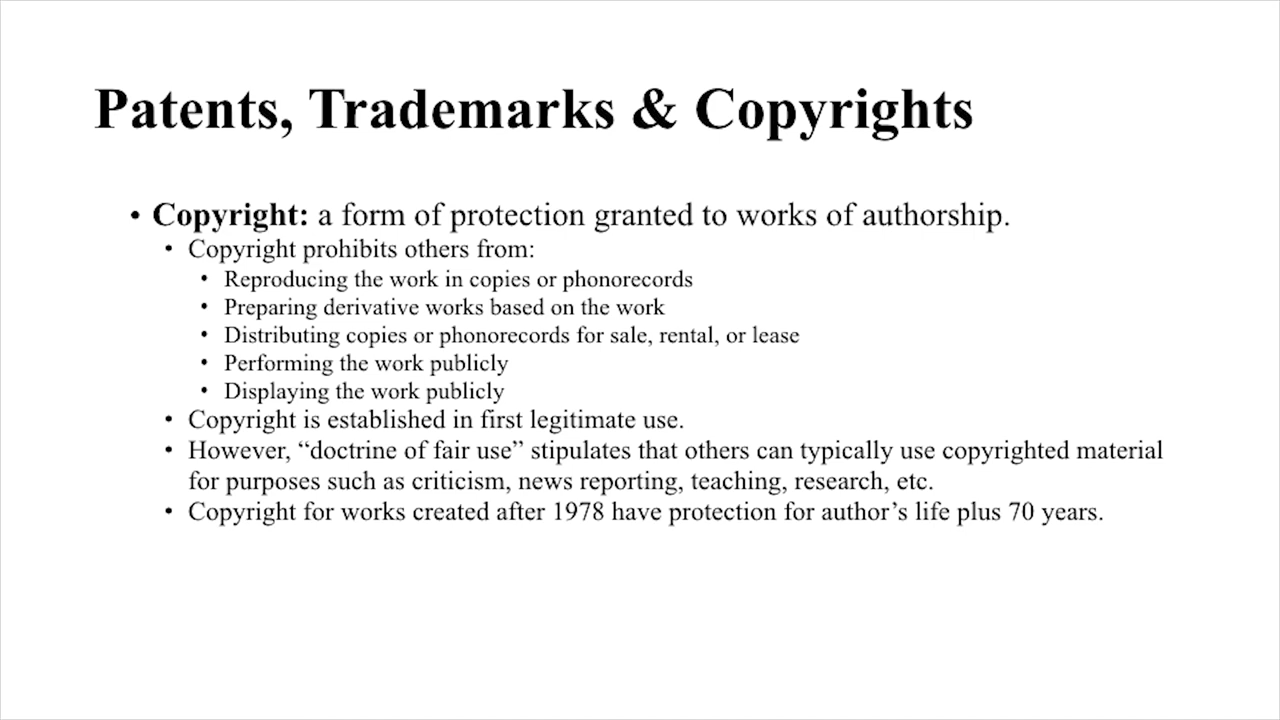 Patents, Trademarks & Copyrights
• Copyright: a form of protection granted to works of authorship.
• Copyright prohibits others from:
• Reproducing the work in copies or phonorecords
• Preparing derivative works based on the work
• Distributing copies or phonorecords for sale, rental, or lease
• Performing the work publicly
• Displaying the work publicly
• Copyright is established in first legitimate use.
• However, “doctrine of fair use” stipulates that others can typically use copyrighted material
for purposes such as criticism, news reporting, teaching, research, etc.
• Copyright for works created after 1978 have protection for author’s life plus 70 years.